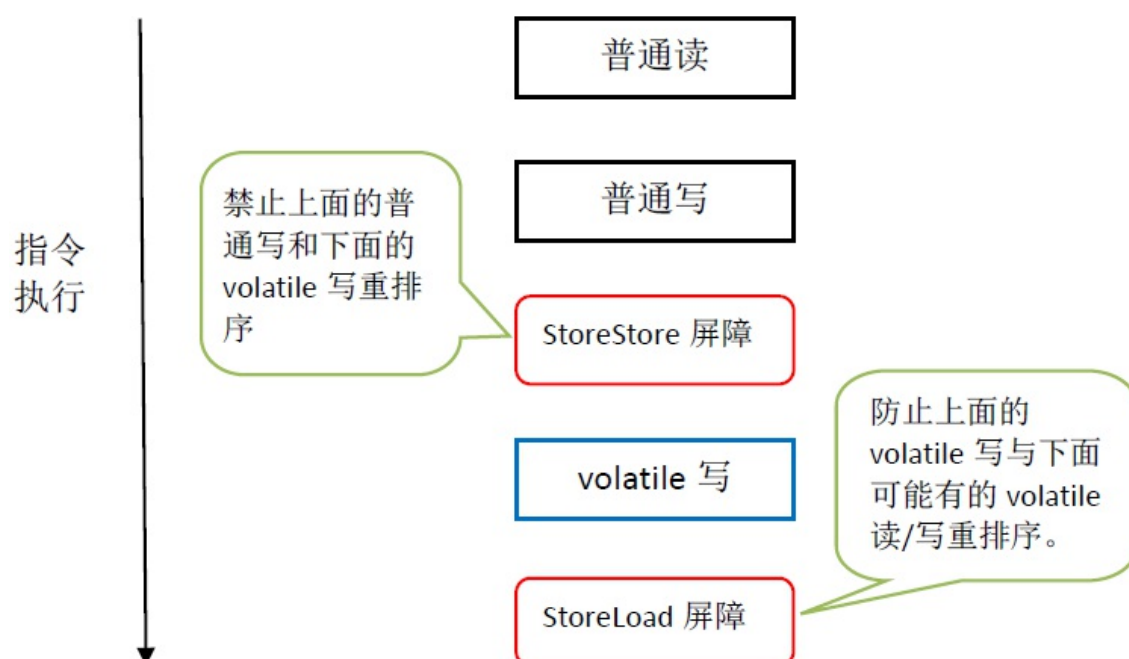 普通读
普通写
禁止上面的普
通写和下面的
volatile 写重排
序
指令
执行
StoreStore 屏障
volatile 写
防止上面的
volatile 写与下面
可能有的 volatile
读/写重排序。
StoreLoad 屏障